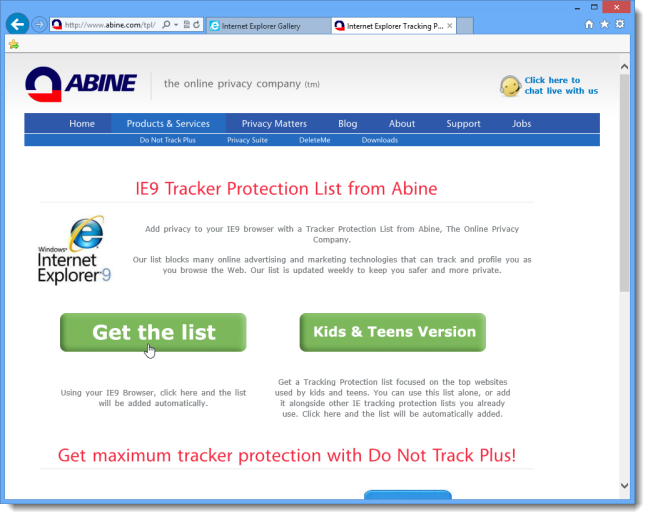 http://www.abine.com/tpl/
Internet Explorer Gallery
Internet Explorer Tracking P...
ABINE
the online privacy company (tm)
Click here to
chat live with us
Home Products & Services Privacy Matters Blog About Support Jobs
Do Not Track Plus Privacy Suite DeleteMe Downloads
IE9 Tracker Protection List from Abine
Windows
Internet
Explorer 9
Add privacy to your IE9 browser with a Tracker Protection List from Abine, The Online Privacy
Company.
Our list blocks many online advertising and marketing technologies that can track and profile you as
you browse the Web. Our list is updated weekly to keep you safer and more private.
Get the list
Kids & Teens Version
Using your IE9 Browser, click here and the list
will be added automatically.
Get a Tracking Protection list focused on the top websites
used by kids and teens. You can use this list alone, or add
it alongside other IE tracking protection lists you already
use. Click here and the list will be automatically added.
Get maximum tracker protection with Do Not Track Plus!